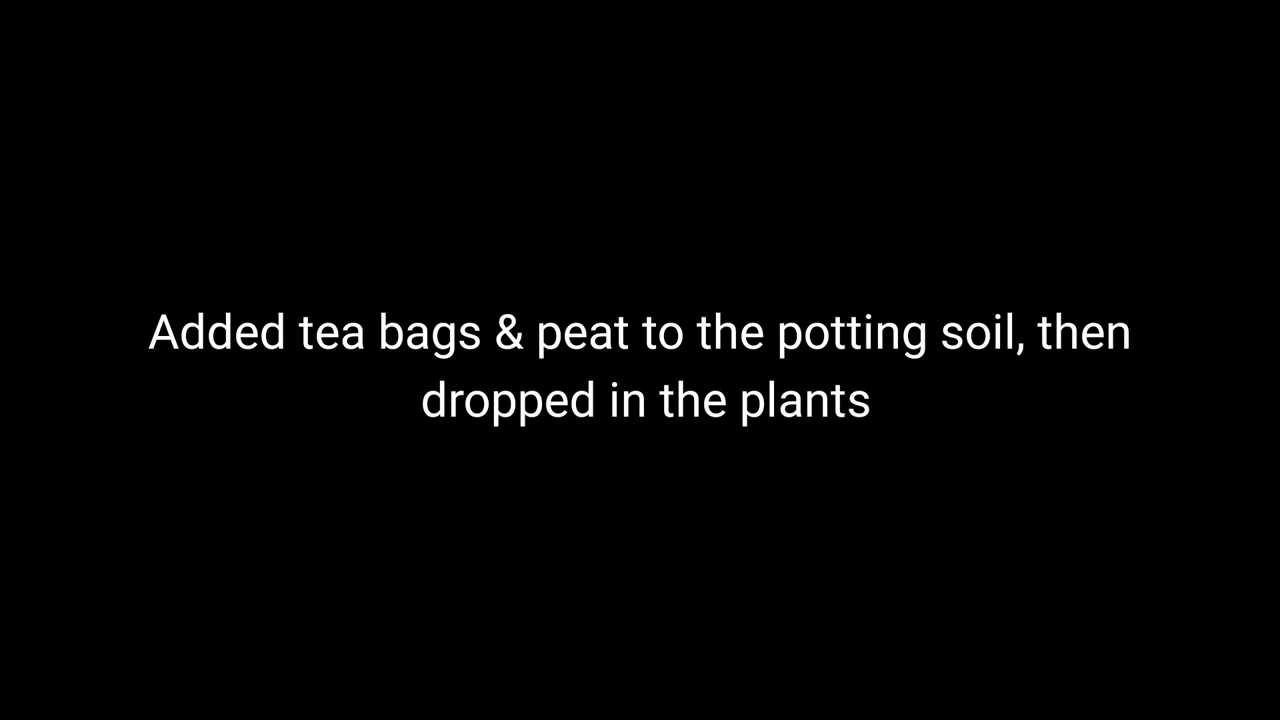 Added tea bags & peat to the potting soil, then
dropped in the plants